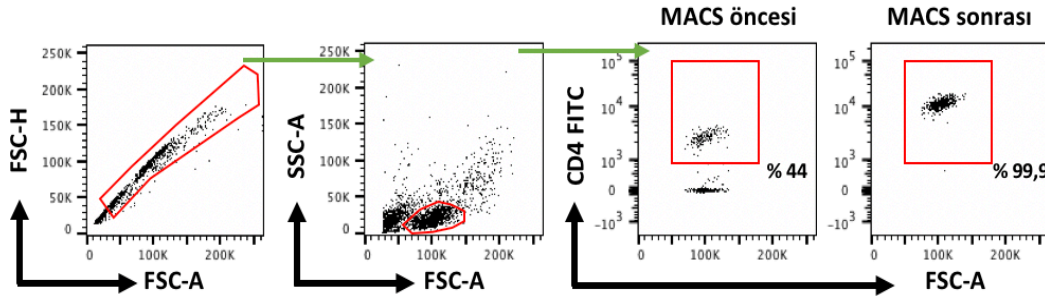 MACS öncesi
MACS sonrası
FSC-H
250K
200K
150K
100K
50K
0
0
100K
200K
FSC-A
SSC-A
250K
200K
150K
100K
50K
0
0
100K
200K
FSC-A
CD4 FITC
10^5
10^4
10^3
0
-10^3
% 44
0
100K
200K
10^5
10^4
10^3
0
-10^3
% 99,9
0
100K
200K
FSC-A